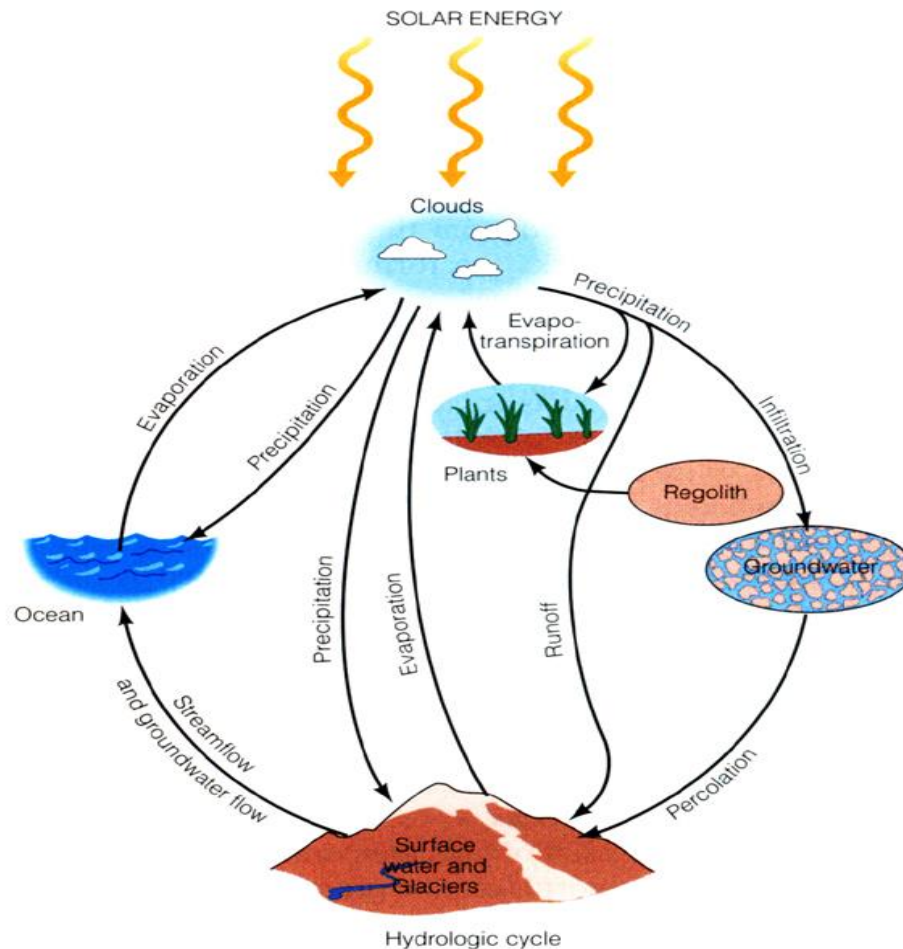 SOLAR ENERGY
Clouds
Precipitation
Evapo-
transpiration
Evaporation
Precipitation
Infiltration
Plants
Regolith
Groundwater
Ocean
Precipitation
Evaporation
Runoff
Streamflow
and groundwater flow
Percolation
Surface
water and
Glaciers
Hydrologic cycle